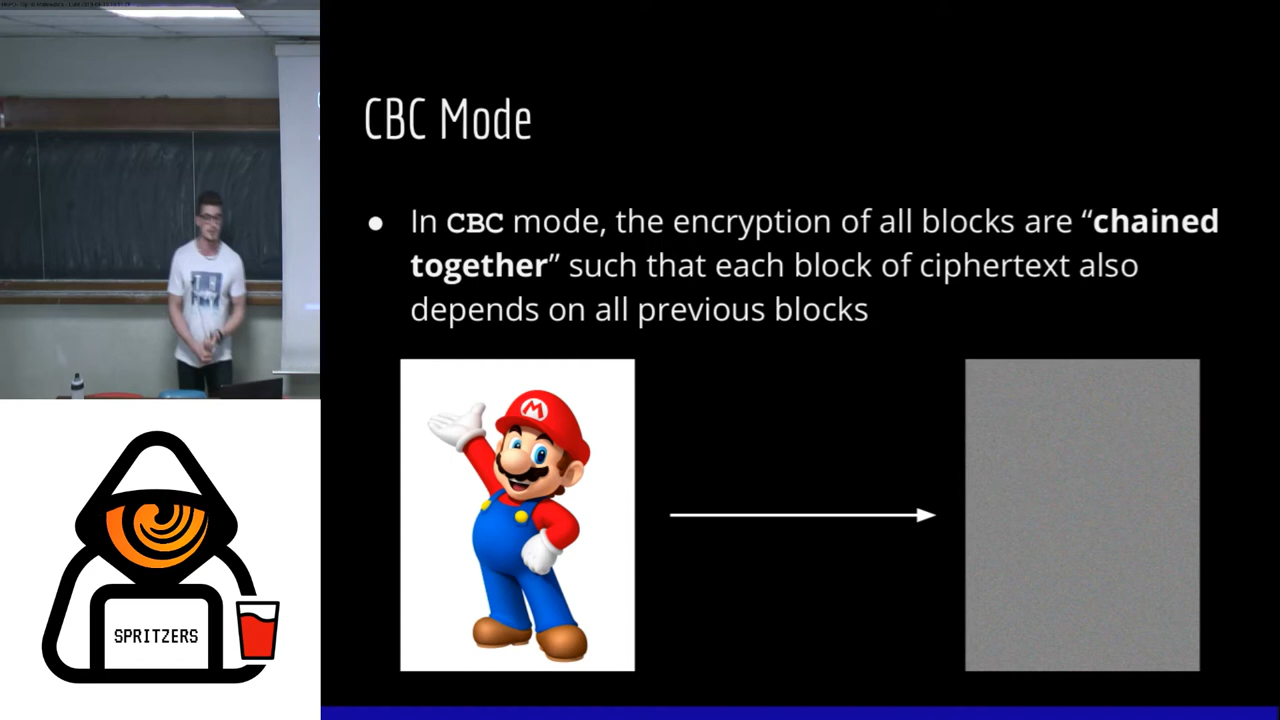 CBC Mode
● In CBC mode, the encryption of all blocks are “chained
together” such that each block of ciphertext also
depends on all previous blocks
M
SPRITZERS